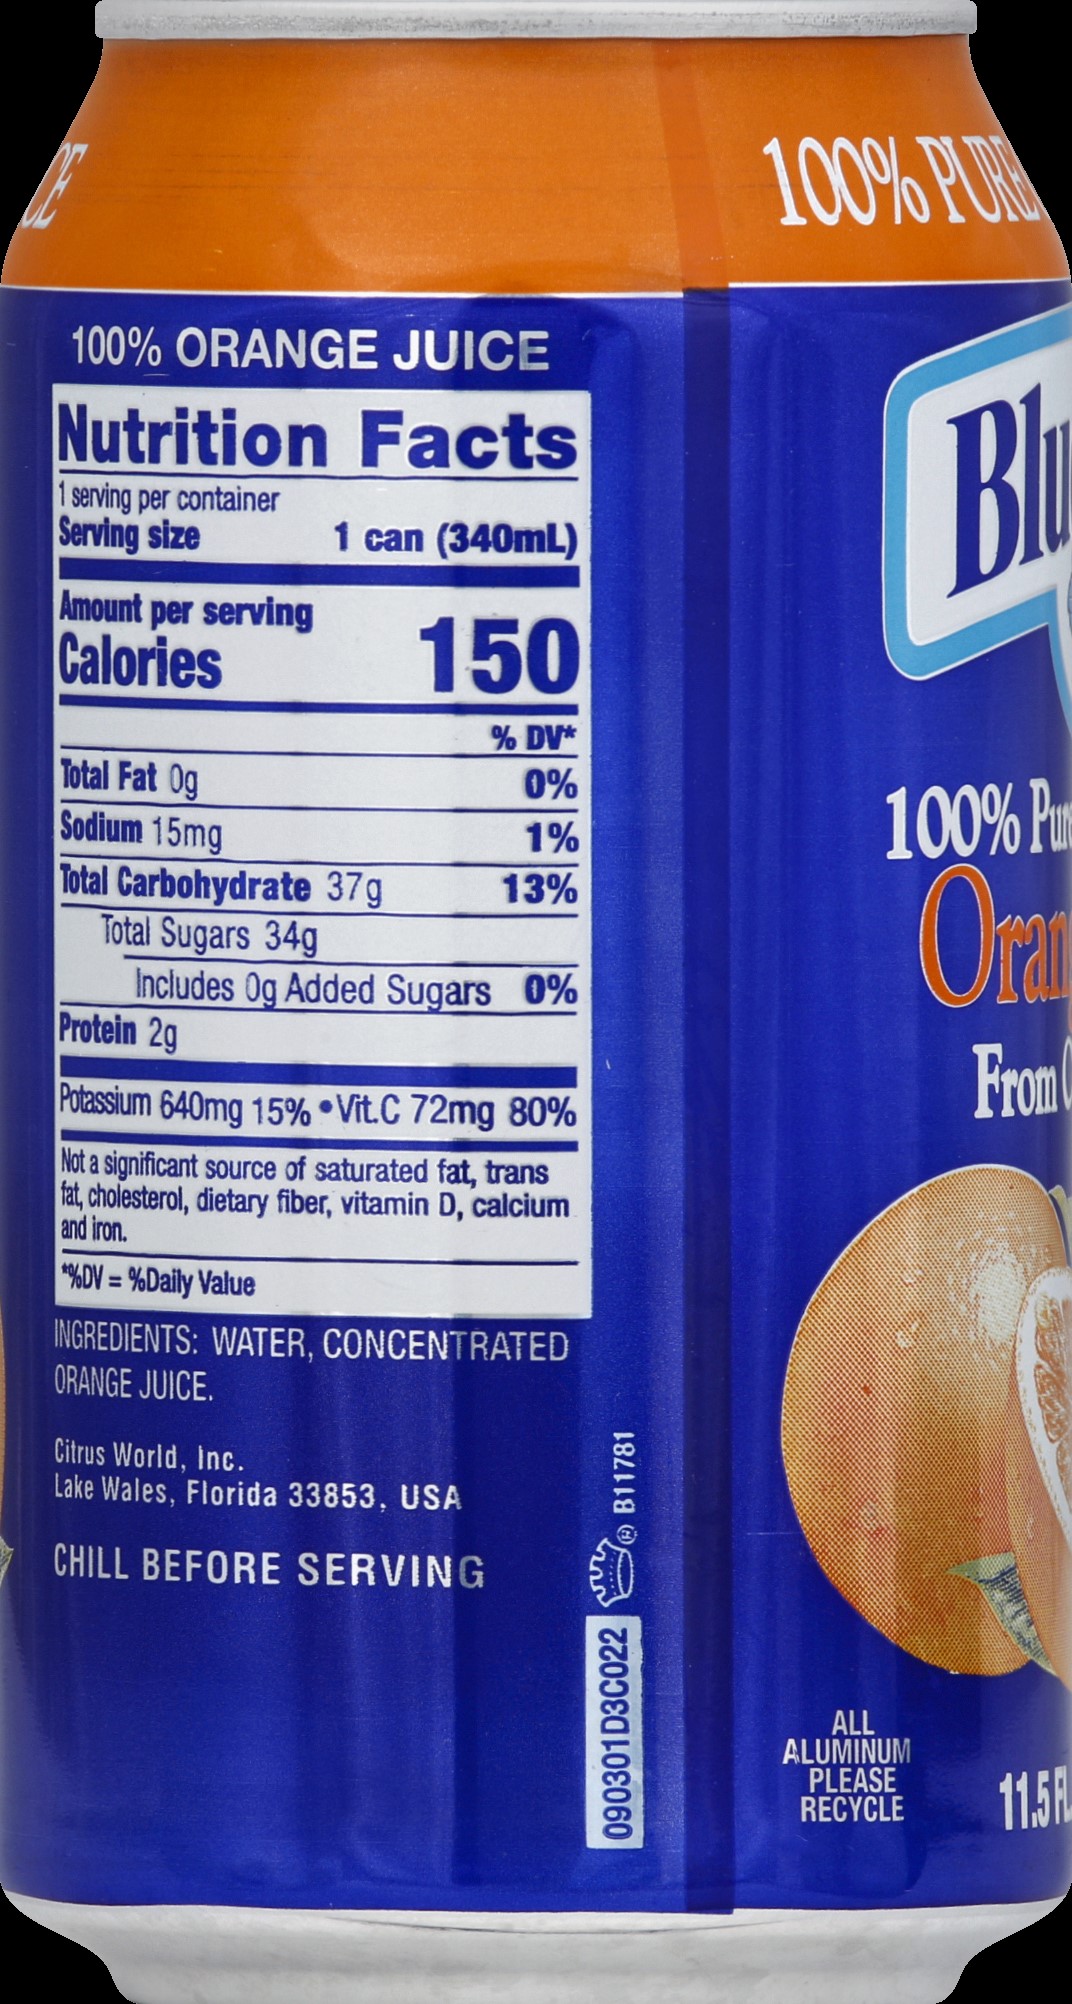 CE
100% PURE
100% ORANGE JUICE
Nutrition Facts
1 serving per container
Serving size 1 can (340mL)
Amount per serving
Calories 150
% DV*
Total Fat 0g 0%
Sodium 15mg 1%
Total Carbohydrate 37g 13%
Total Sugars 34g
Includes 0g Added Sugars 0%
Protein 2g
Potassium 640mg 15% • Vit.C 72mg 80%
Not a significant source of saturated fat, trans
fat, cholesterol, dietary fiber, vitamin D, calcium
and iron.
*%DV = %Daily Value
INGREDIENTS: WATER, CONCENTRATED
ORANGE JUICE.
Citrus World, Inc.
Lake Wales, Florida 33853, USA
CHILL BEFORE SERVING
® B11781
090301D3C022
Blu
100% Pure
Oran
From
ALL
ALUMINUM
PLEASE
RECYCLE
11.5 FL.